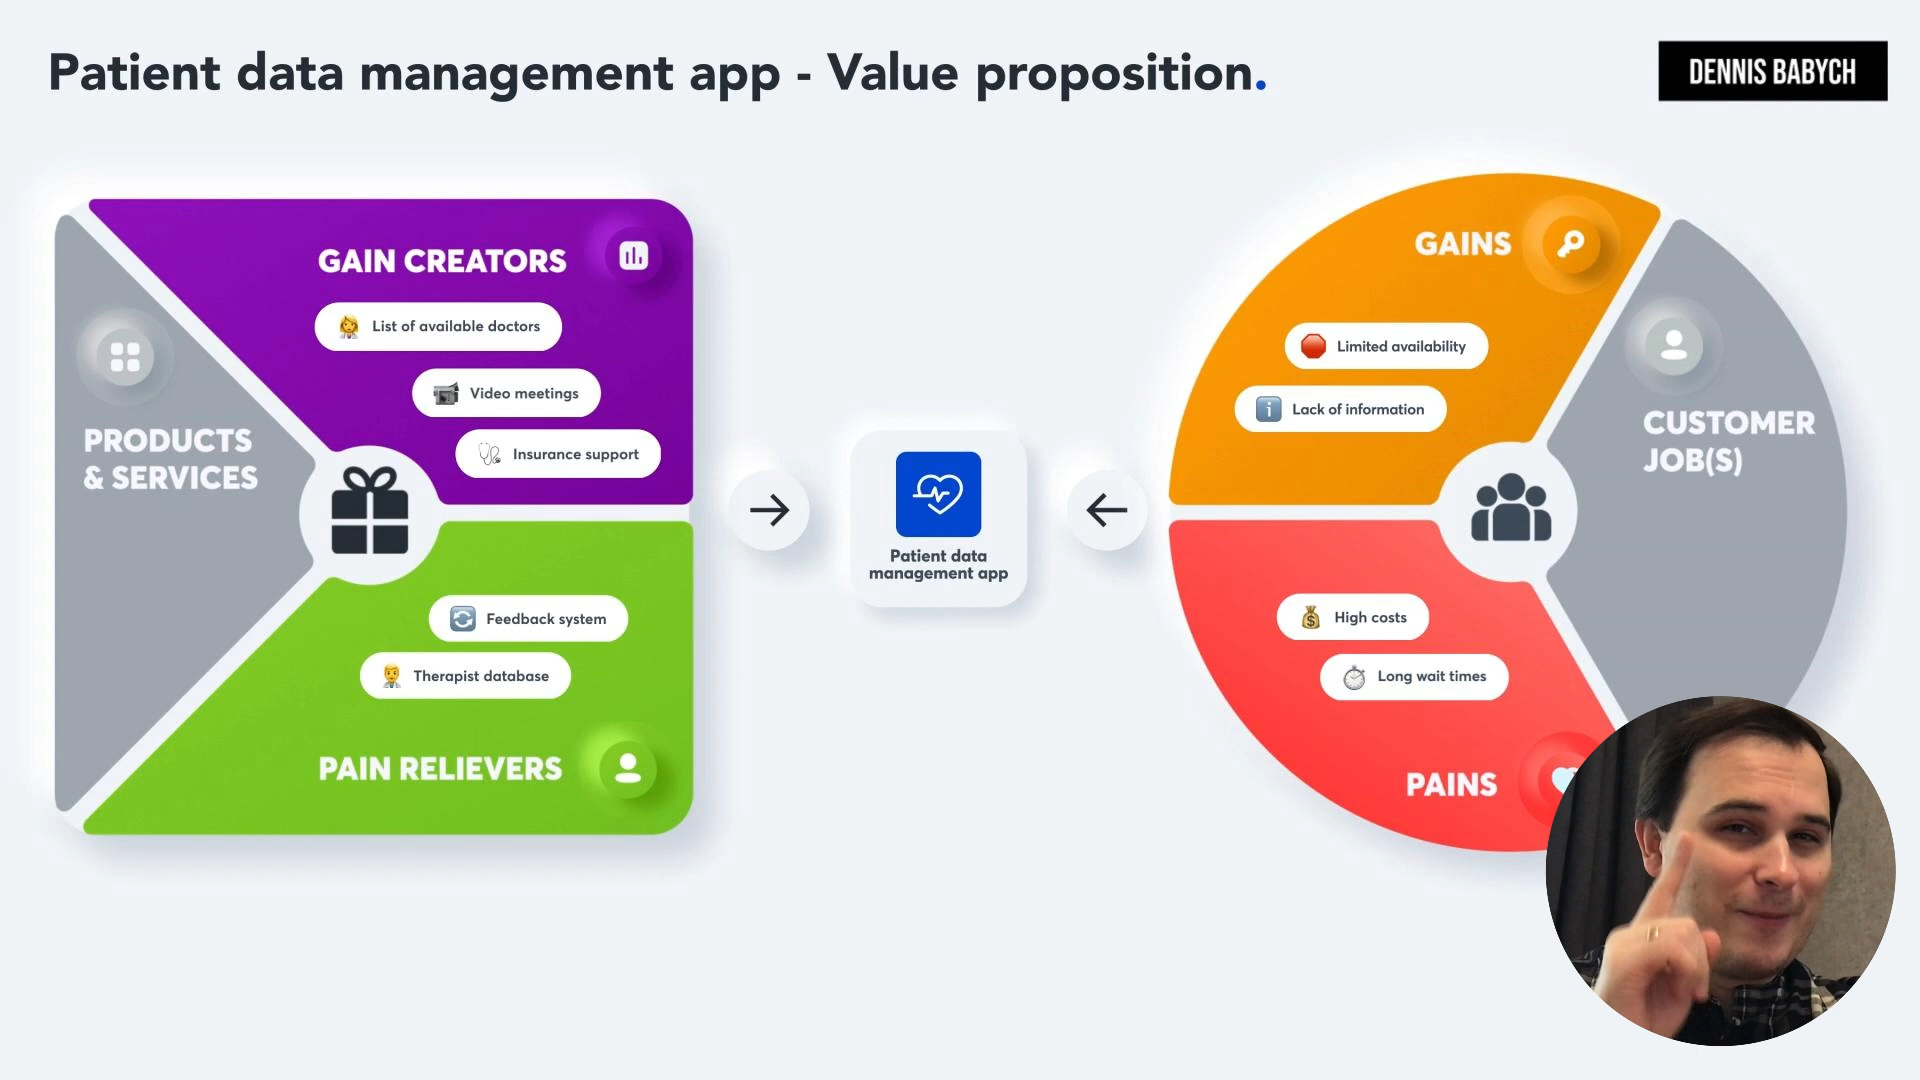 Patient data management app - Value proposition.
DENNIS BABYCH
GAIN CREATORS
List of available doctors
Video meetings
Insurance support
PRODUCTS
& SERVICES
Feedback system
Therapist database
PAIN RELIEVERS
Patient data
management app
GAINS
Limited availability
Lack of information
CUSTOMER
JOB(S)
High costs
Long wait times
PAINS